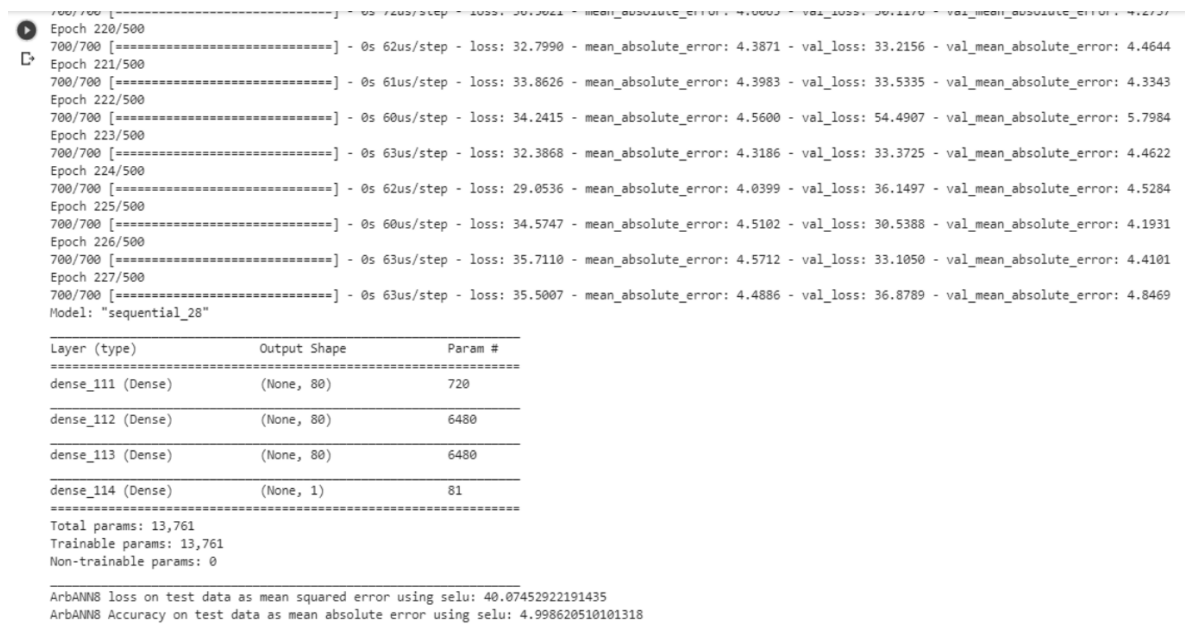 Epoch 220/500
700/700 [==============================] - 0s 62us/step - loss: 32.7990 - mean_absolute_error: 4.3871 - val_loss: 33.2156 - val_mean_absolute_error: 4.4644
Epoch 221/500
700/700 [==============================] - 0s 61us/step - loss: 33.8626 - mean_absolute_error: 4.3983 - val_loss: 33.5335 - val_mean_absolute_error: 4.3343
Epoch 222/500
700/700 [==============================] - 0s 60us/step - loss: 34.2415 - mean_absolute_error: 4.5600 - val_loss: 54.4907 - val_mean_absolute_error: 5.7984
Epoch 223/500
700/700 [==============================] - 0s 63us/step - loss: 32.3868 - mean_absolute_error: 4.3186 - val_loss: 33.3725 - val_mean_absolute_error: 4.4622
Epoch 224/500
700/700 [==============================] - 0s 62us/step - loss: 29.0536 - mean_absolute_error: 4.0399 - val_loss: 36.1497 - val_mean_absolute_error: 4.5284
Epoch 225/500
700/700 [==============================] - 0s 60us/step - loss: 34.5747 - mean_absolute_error: 4.5102 - val_loss: 30.5388 - val_mean_absolute_error: 4.1931
Epoch 226/500
700/700 [==============================] - 0s 63us/step - loss: 35.7110 - mean_absolute_error: 4.5712 - val_loss: 33.1050 - val_mean_absolute_error: 4.4101
Epoch 227/500
700/700 [==============================] - 0s 63us/step - loss: 35.5007 - mean_absolute_error: 4.4886 - val_loss: 36.8789 - val_mean_absolute_error: 4.8469
Model: "sequential_28"
Layer (type) Output Shape Param #
dense_111 (Dense) (None, 80) 720
dense_112 (Dense) (None, 80) 6480
dense_113 (Dense) (None, 80) 6480
dense_114 (Dense) (None, 1) 81
Total params: 13,761
Trainable params: 13,761
Non-trainable params: 0
ArbANN8 loss on test data as mean squared error using selu: 40.07452922191435
ArbANN8 Accuracy on test data as mean absolute error using selu: 4.998620510101318